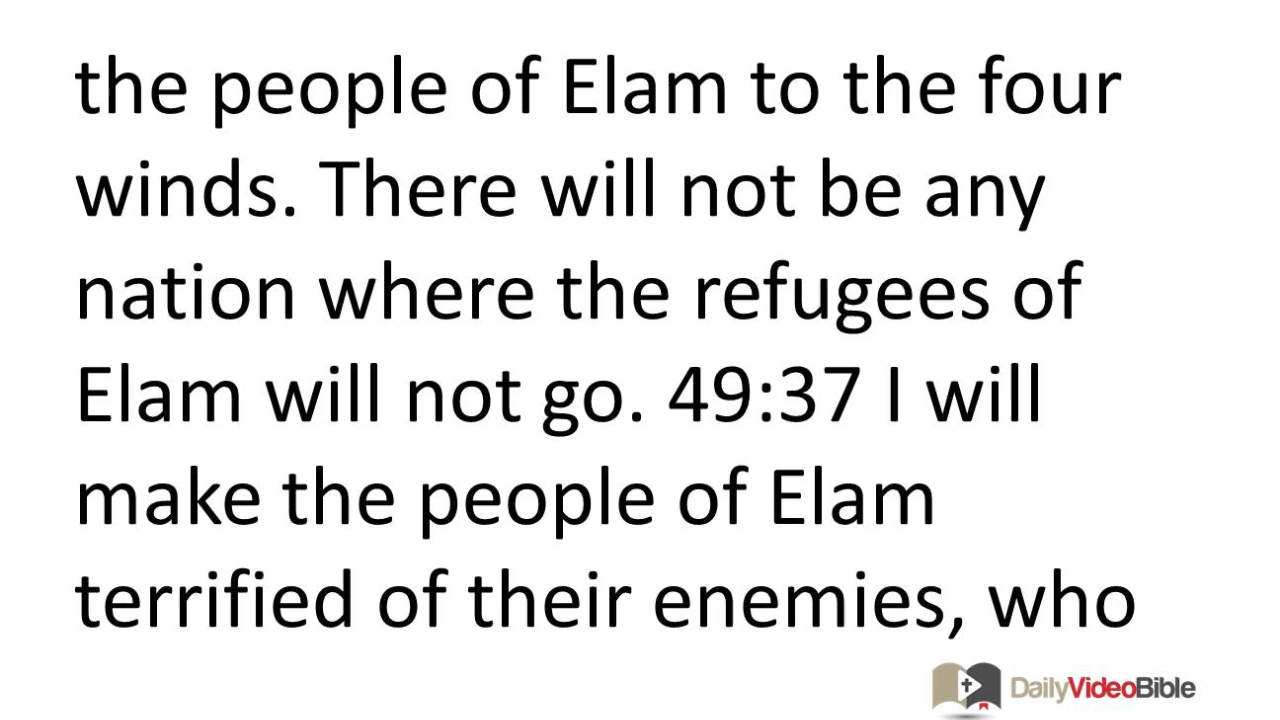 the people of Elam to the four
winds. There will not be any
nation where the refugees of
Elam will not go. 49:37 I will
make the people of Elam
terrified of their enemies, who
DailyVideoBible